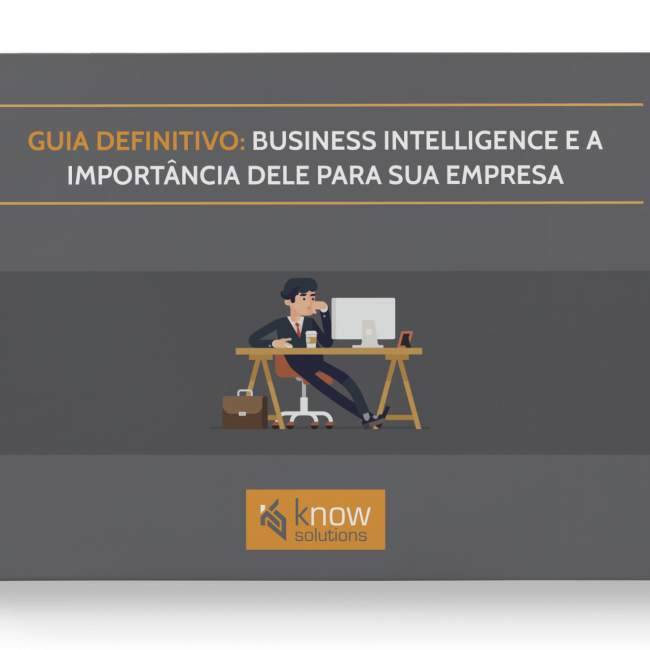 GUIA DEFINITIVO: BUSINESS INTELLIGENCE E A
IMPORTÂNCIA DELE PARA SUA EMPRESA
know
solutions